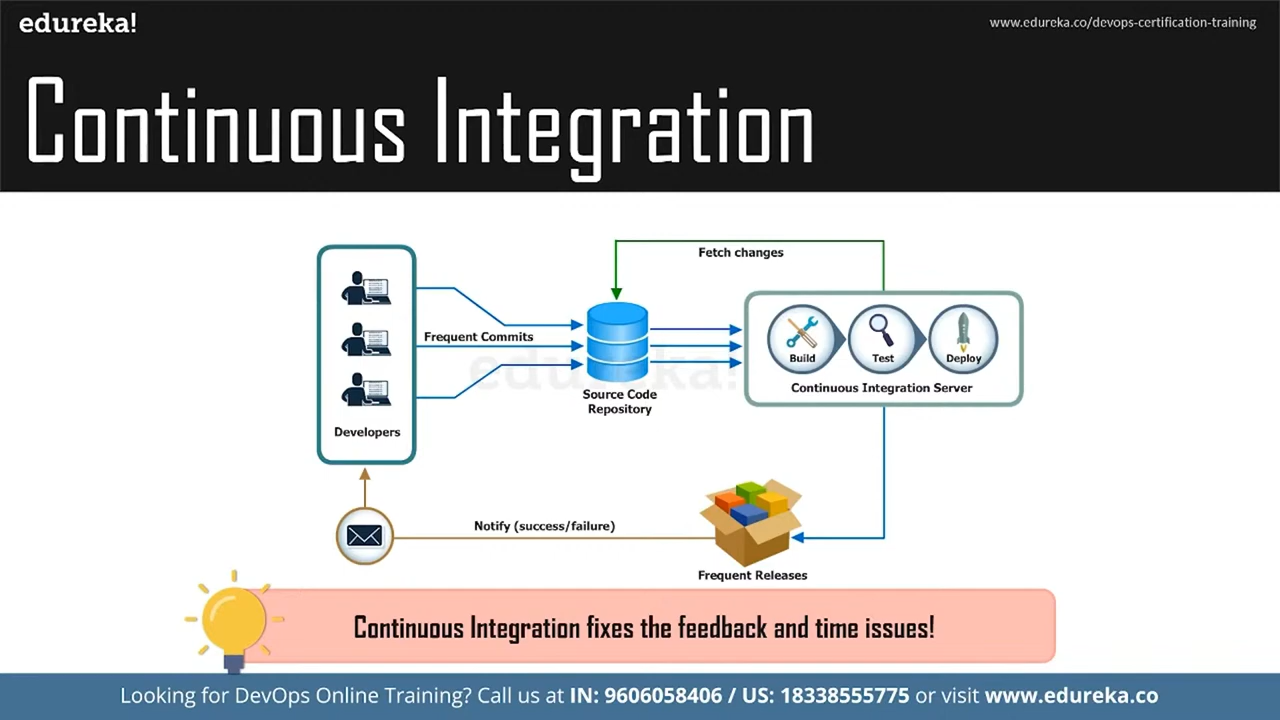 edureka!
www.edureka.co/devops-certification-training
Continuous Integration
Fetch changes
Frequent Commits
Build
Test
Deploy
Continuous Integration Server
edureka!
Source Code
Repository
Developers
Notify (success/failure)
Frequent Releases
Continuous Integration fixes the feedback and time issues!
Looking for DevOps Online Training? Call us at IN: 9606058406 / US: 18338555775 or visit www.edureka.co